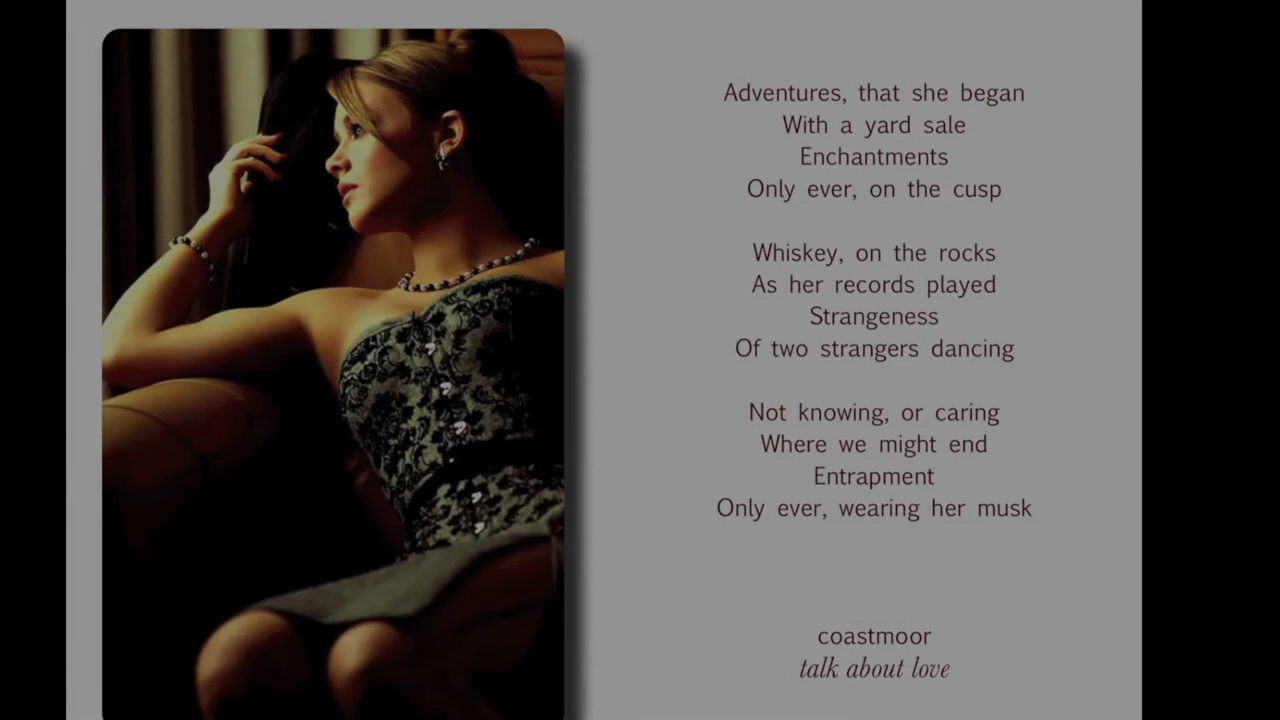 Adventures, that she began
With a yard sale
Enchantments
Only ever, on the cusp
Whiskey, on the rocks
As her records played
Strangeness
Of two strangers dancing
Not knowing, or caring
Where we might end
Entrapment
Only ever, wearing her musk
coastmoor
talk about love